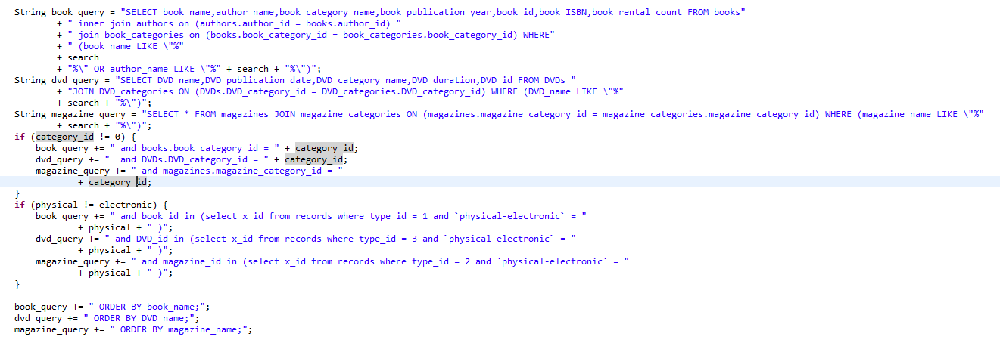 String book_query = "SELECT book_name,author_name,book_category_name,book_publication_year,book_id,book_ISBN,book_rental_count FROM books"
+ " inner join authors on (authors.author_id = books.author_id) "
+ " join book_categories on (books.book_category_id = book_categories.book_category_id) WHERE"
+ " (book_name LIKE \"%"
+ search
+ "%\" OR author_name LIKE \"%" + search + "%\")";
String dvd_query = "SELECT DVD_name,DVD_publication_date,DVD_category_name,DVD_duration,DVD_id FROM DVDs "
+ "JOIN DVD_categories ON (DVDs.DVD_category_id = DVD_categories.DVD_category_id) WHERE (DVD_name LIKE \"%"
+ search + "%\")";
String magazine_query = "SELECT * FROM magazines JOIN magazine_categories ON (magazines.magazine_category_id = magazine_categories.magazine_category_id) WHERE (magazine_name LIKE \"%"
+ search + "%\")";
if (category_id != 0) {
book_query += " and books.book_category_id = " + category_id;
dvd_query += "  and DVDs.DVD_category_id = " + category_id;
magazine_query += " and magazines.magazine_category_id = "
+ category_id;
}
if (physical != electronic) {
book_query += " and book_id in (select x_id from records where type_id = 1 and `physical-electronic` = "
+ physical + " )";
dvd_query += " and DVD_id in (select x_id from records where type_id = 3 and `physical-electronic` = "
+ physical + " )";
magazine_query += " and magazine_id in (select x_id from records where type_id = 2 and `physical-electronic` = "
+ physical + " )";
}
book_query += " ORDER BY book_name;";
dvd_query += " ORDER BY DVD_name;";
magazine_query += " ORDER BY magazine_name;";